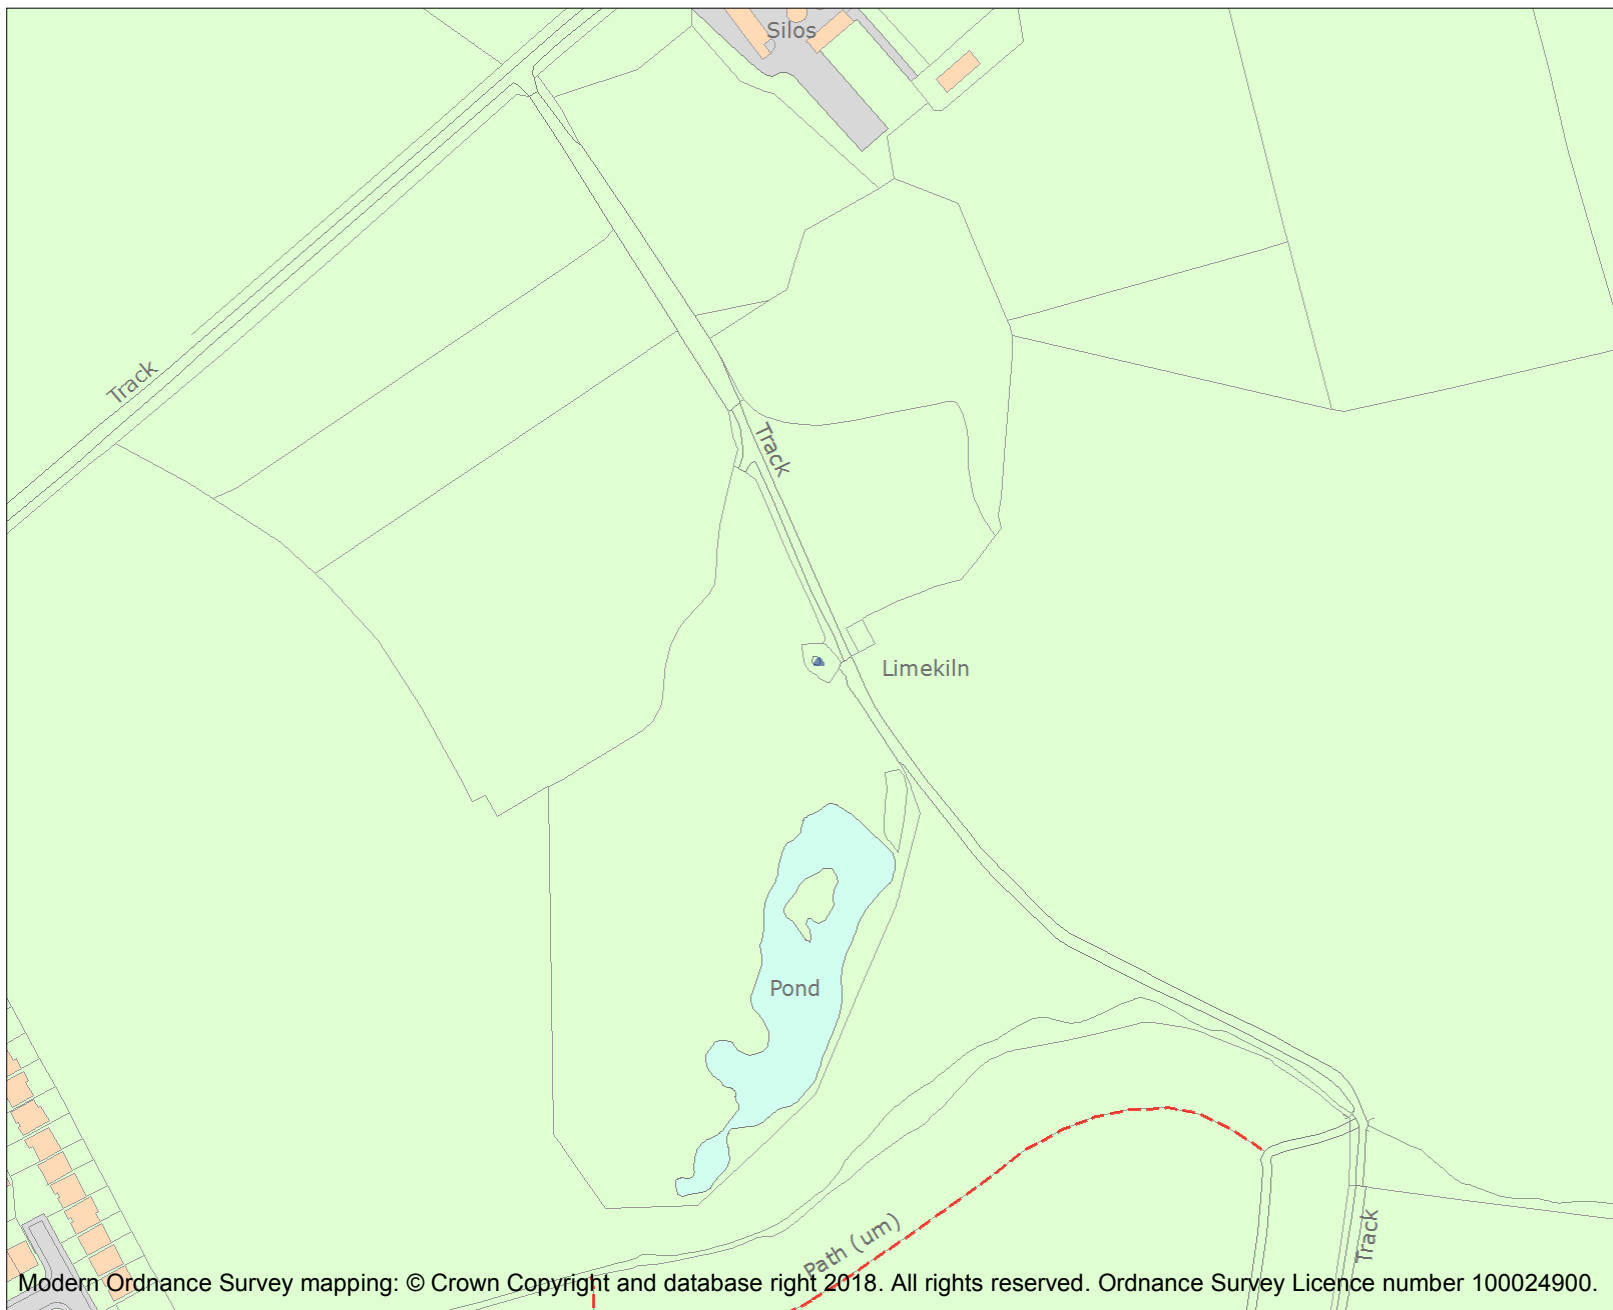 Silos
Track
Track
Limekiln
Pond
Path (um)
Track
Modern Ordnance Survey mapping: © Crown Copyright and database right 2018. All rights reserved. Ordnance Survey Licence number 100024900.